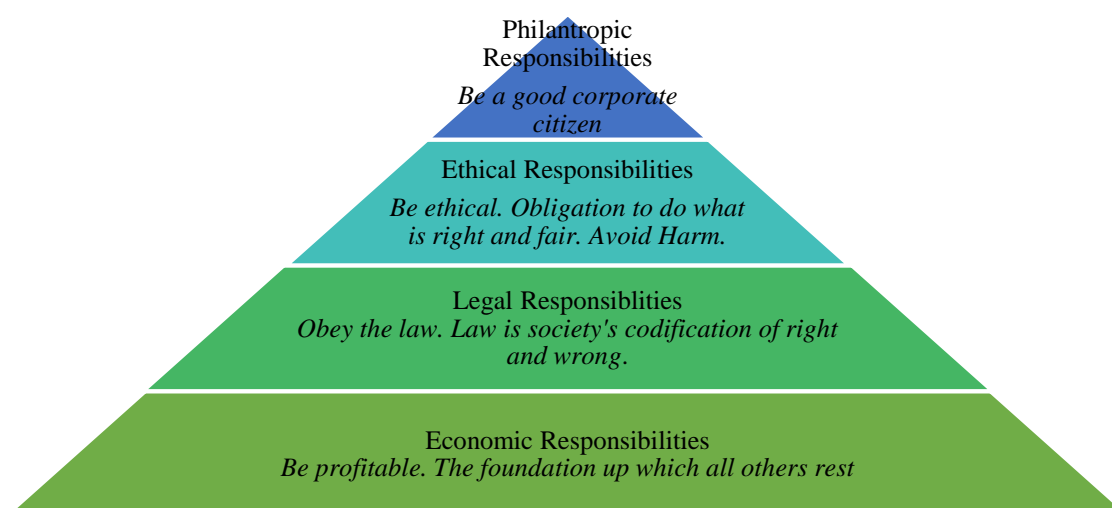 Philantropic
Responsibilities
Be a good corporate
citizen
Ethical Responsibilities
Be ethical. Obligation to do what
is right and fair. Avoid Harm.
Legal Responsiblities
Obey the law. Law is society's codification of right
and wrong.
Economic Responsibilities
Be profitable. The foundation up which all others rest